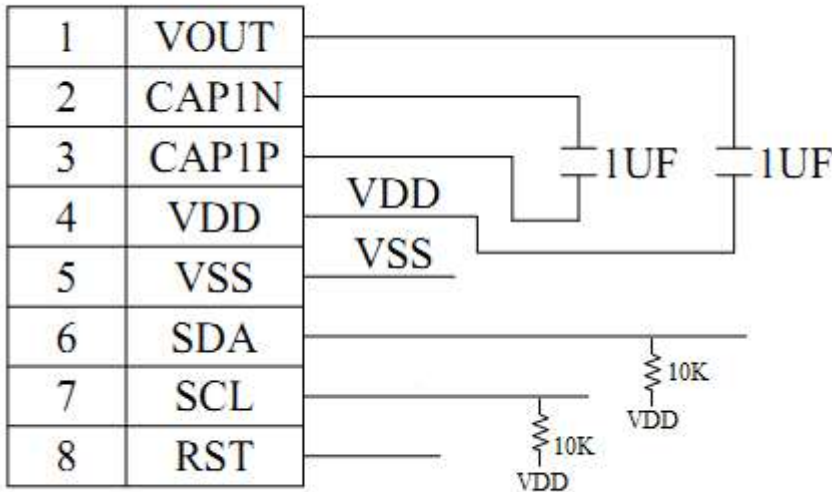 1 VOUT
2 CAP1N
3 CAP1P 1UF 1UF
4 VDD VDD
5 VSS VSS
6 SDA
10K
7 SCL
VDD
8 RST 10K
VDD